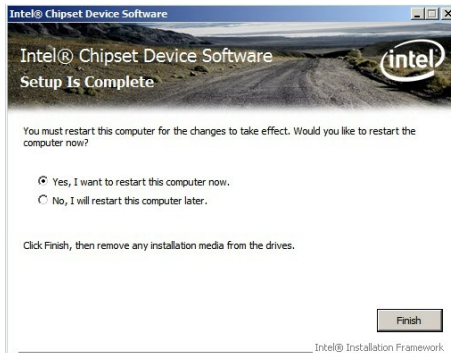 Intel® Chipset Device Software
Intel® Chipset Device Software
Setup Is Complete
intel
You must restart this computer for the changes to take effect. Would you like to restart the
computer now?
Yes, I want to restart this computer now.
No, I will restart this computer later.
Click Finish, then remove any installation media from the drives.
Finish
Intel® Installation Framework